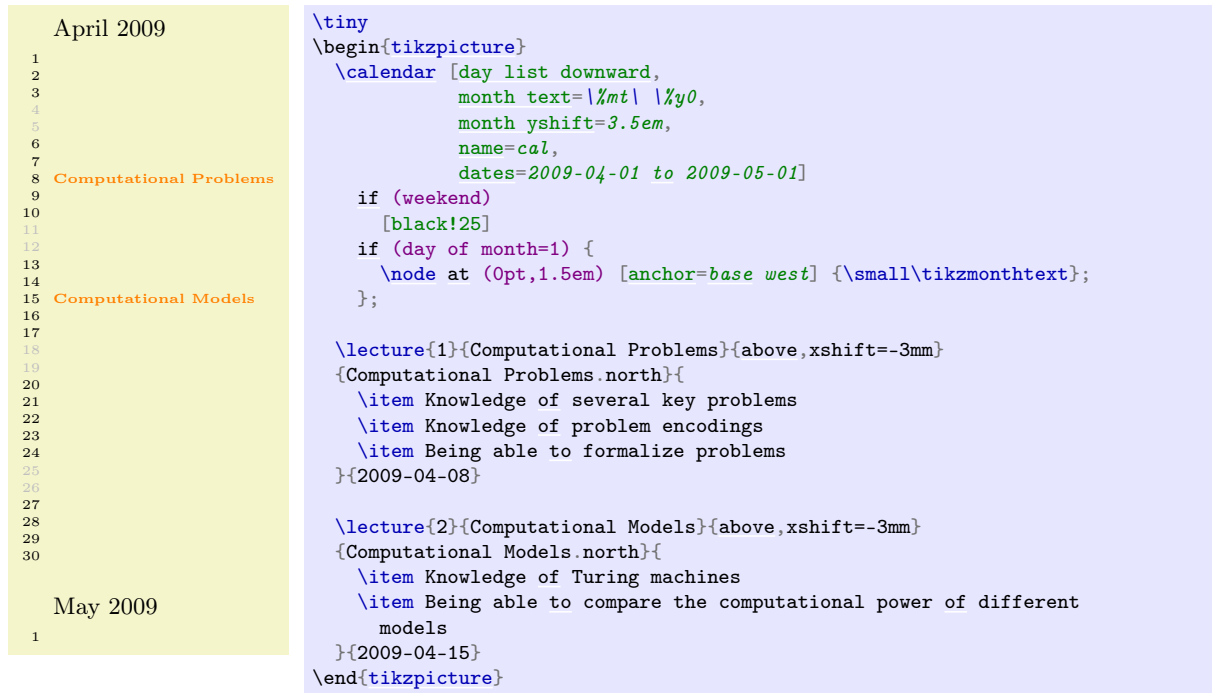 April 2009
1
2
3
4
5
6
7
8 Computational Problems
9
10
11
12
13
14
15 Computational Models
16
17
18
19
20
21
22
23
24
25
26
27
28
29
30
May 2009
1
\tiny
\begin{tikzpicture}
  \calendar [day list downward,
             month text=\%mt\ \%y0,
             month yshift=3.5em,
             name=cal,
             dates=2009-04-01 to 2009-05-01]
    if (weekend)
      [black!25]
    if (day of month=1) {
      \node at (0pt,1.5em) [anchor=base west] {\small\tikzmonthtext};
    };

  \lecture{1}{Computational Problems}{above,xshift=-3mm}
  {Computational Problems.north}{
    \item Knowledge of several key problems
    \item Knowledge of problem encodings
    \item Being able to formalize problems
  }{2009-04-08}

  \lecture{2}{Computational Models}{above,xshift=-3mm}
  {Computational Models.north}{
    \item Knowledge of Turing machines
    \item Being able to compare the computational power of different
      models
  }{2009-04-15}
\end{tikzpicture}